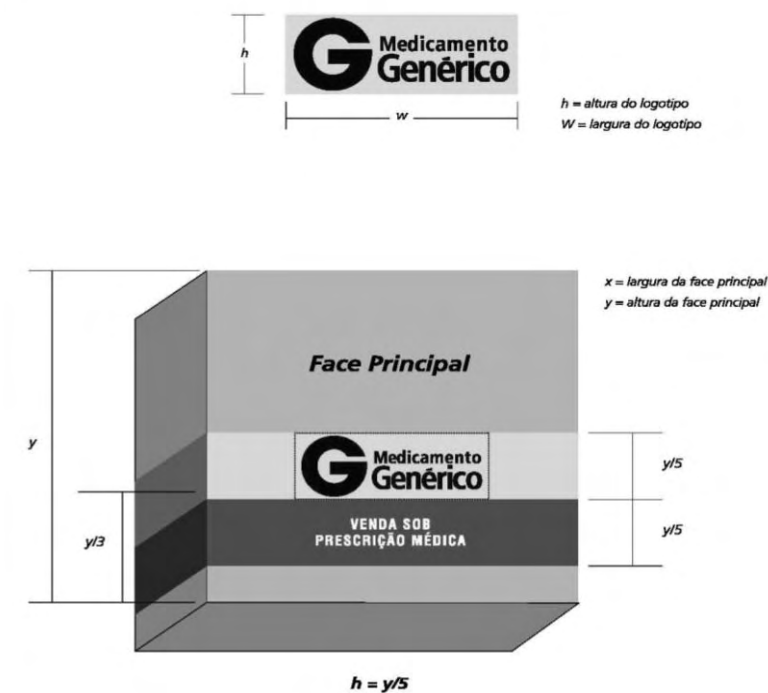 G Medicamento
Genérico
h
w
h = altura do logotipo
W = largura do logotipo
x = largura da face principal
y = altura da face principal
Face Principal
y
G Medicamento
Genérico
y/5
VENDA SOB
PRESCRIÇÃO MÉDICA
y/5
y/3
h = y/5